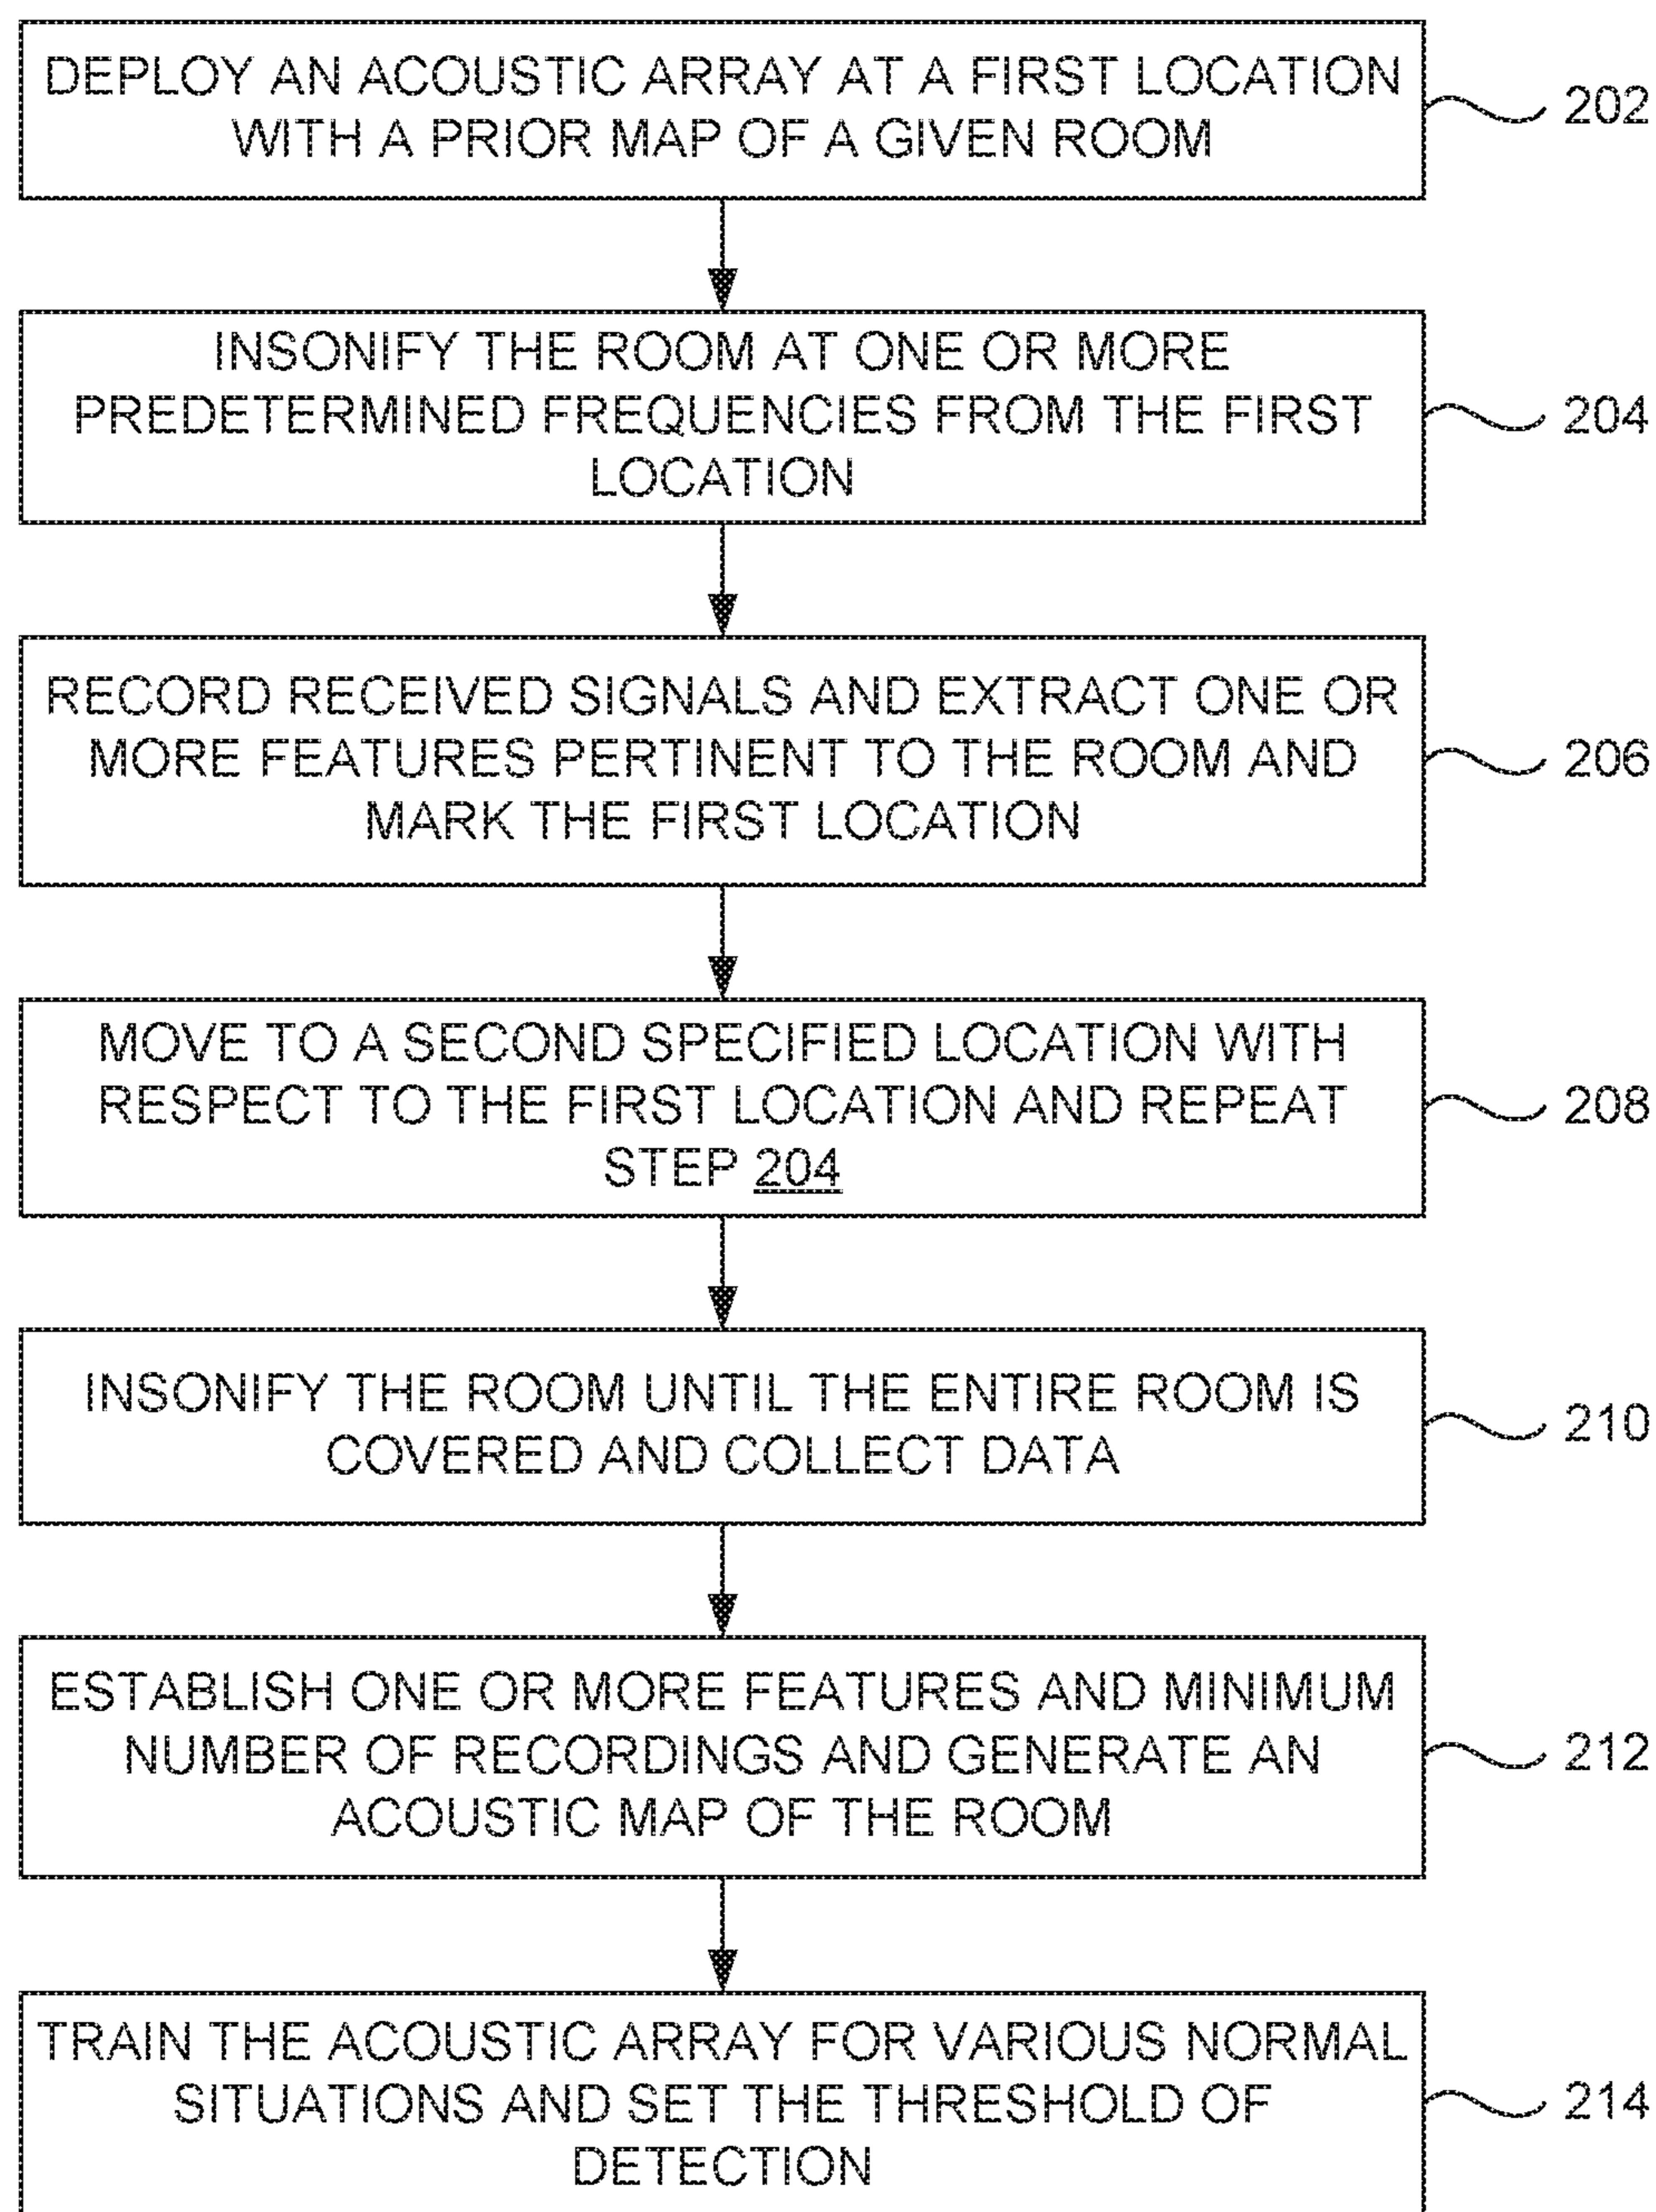 DEPLOY AN ACOUSTIC ARRAY AT A FIRST LOCATION
WITH A PRIOR MAP OF A GIVEN ROOM
202
INSONIFY THE ROOM AT ONE OR MORE
PREDETERMINED FREQUENCIES FROM THE FIRST
LOCATION
204
RECORD RECEIVED SIGNALS AND EXTRACT ONE OR
MORE FEATURES PERTINENT TO THE ROOM AND
MARK THE FIRST LOCATION
206
MOVE TO A SECOND SPECIFIED LOCATION WITH
RESPECT TO THE FIRST LOCATION AND REPEAT
STEP 204
208
INSONIFY THE ROOM UNTIL THE ENTIRE ROOM IS
COVERED AND COLLECT DATA
210
ESTABLISH ONE OR MORE FEATURES AND MINIMUM
NUMBER OF RECORDINGS AND GENERATE AN
ACOUSTIC MAP OF THE ROOM
212
TRAIN THE ACOUSTIC ARRAY FOR VARIOUS NORMAL
SITUATIONS AND SET THE THRESHOLD OF
DETECTION
214